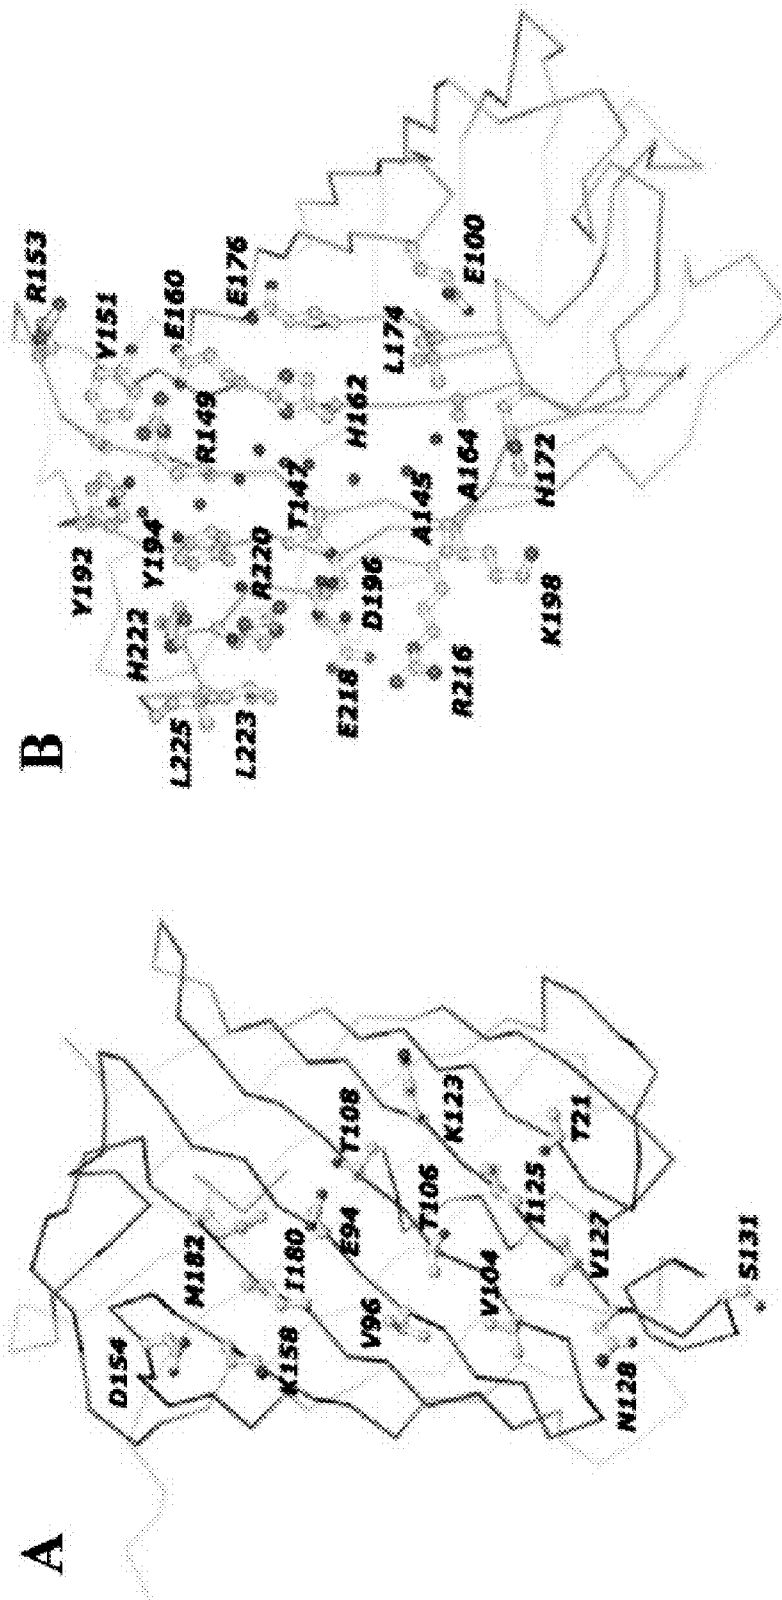 A
D154
K158
M182
I180
E94
T108
V96
T106
K123
V104
I125
T21
V127
N128
S131
B
R153
Y151
E160
E176
E100
Y192
Y194
R149
H162
L174
H222
R220
T147
A145
A164
H172
L225
L223
E218
D196
R216
K198